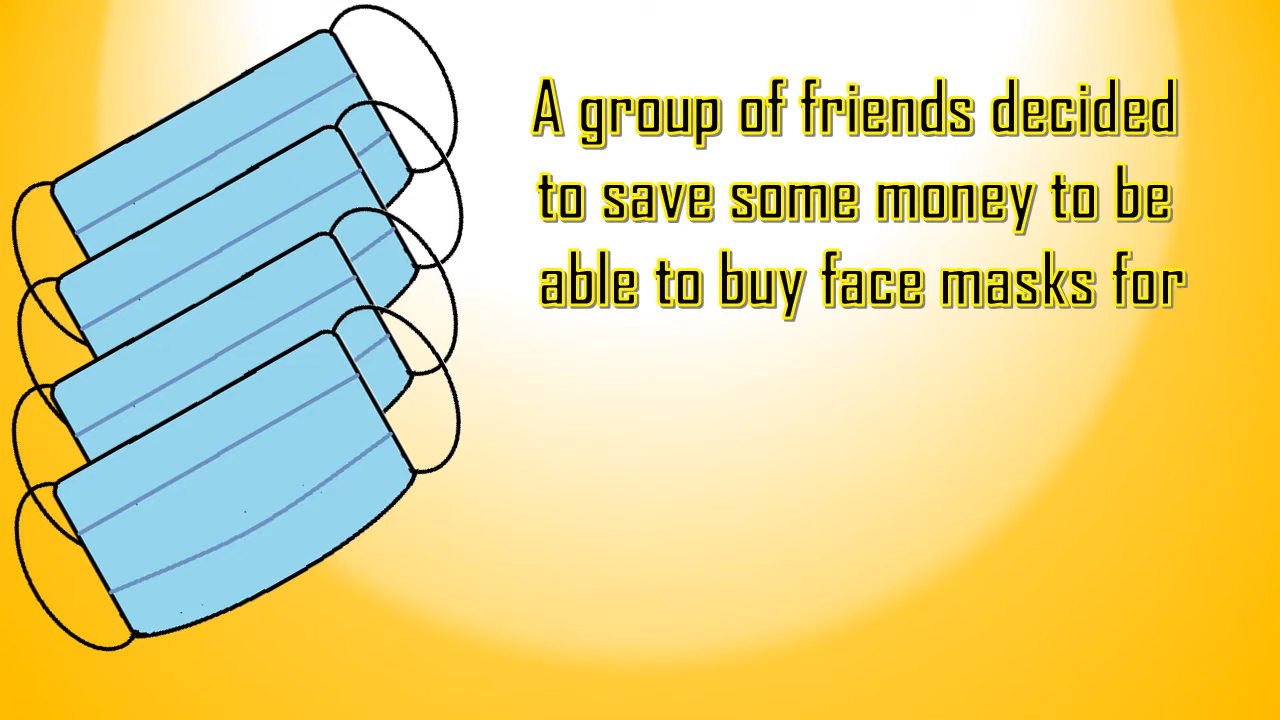 A group of friends decided
to save some money to be
able to buy face masks for